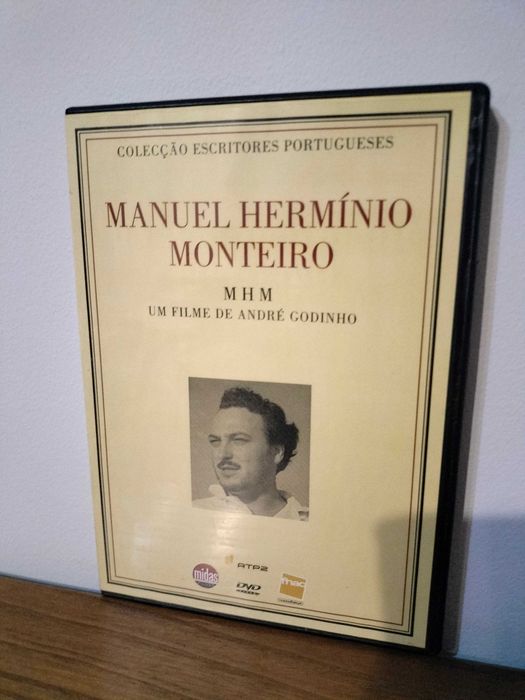 COLECÇÃO ESCRITORES PORTUGUESES
MANUEL HERMÍNIO
MONTEIRO
MHM
UM FILME DE ANDRÉ GODINHO
midas
RTP2
DVD
fnac